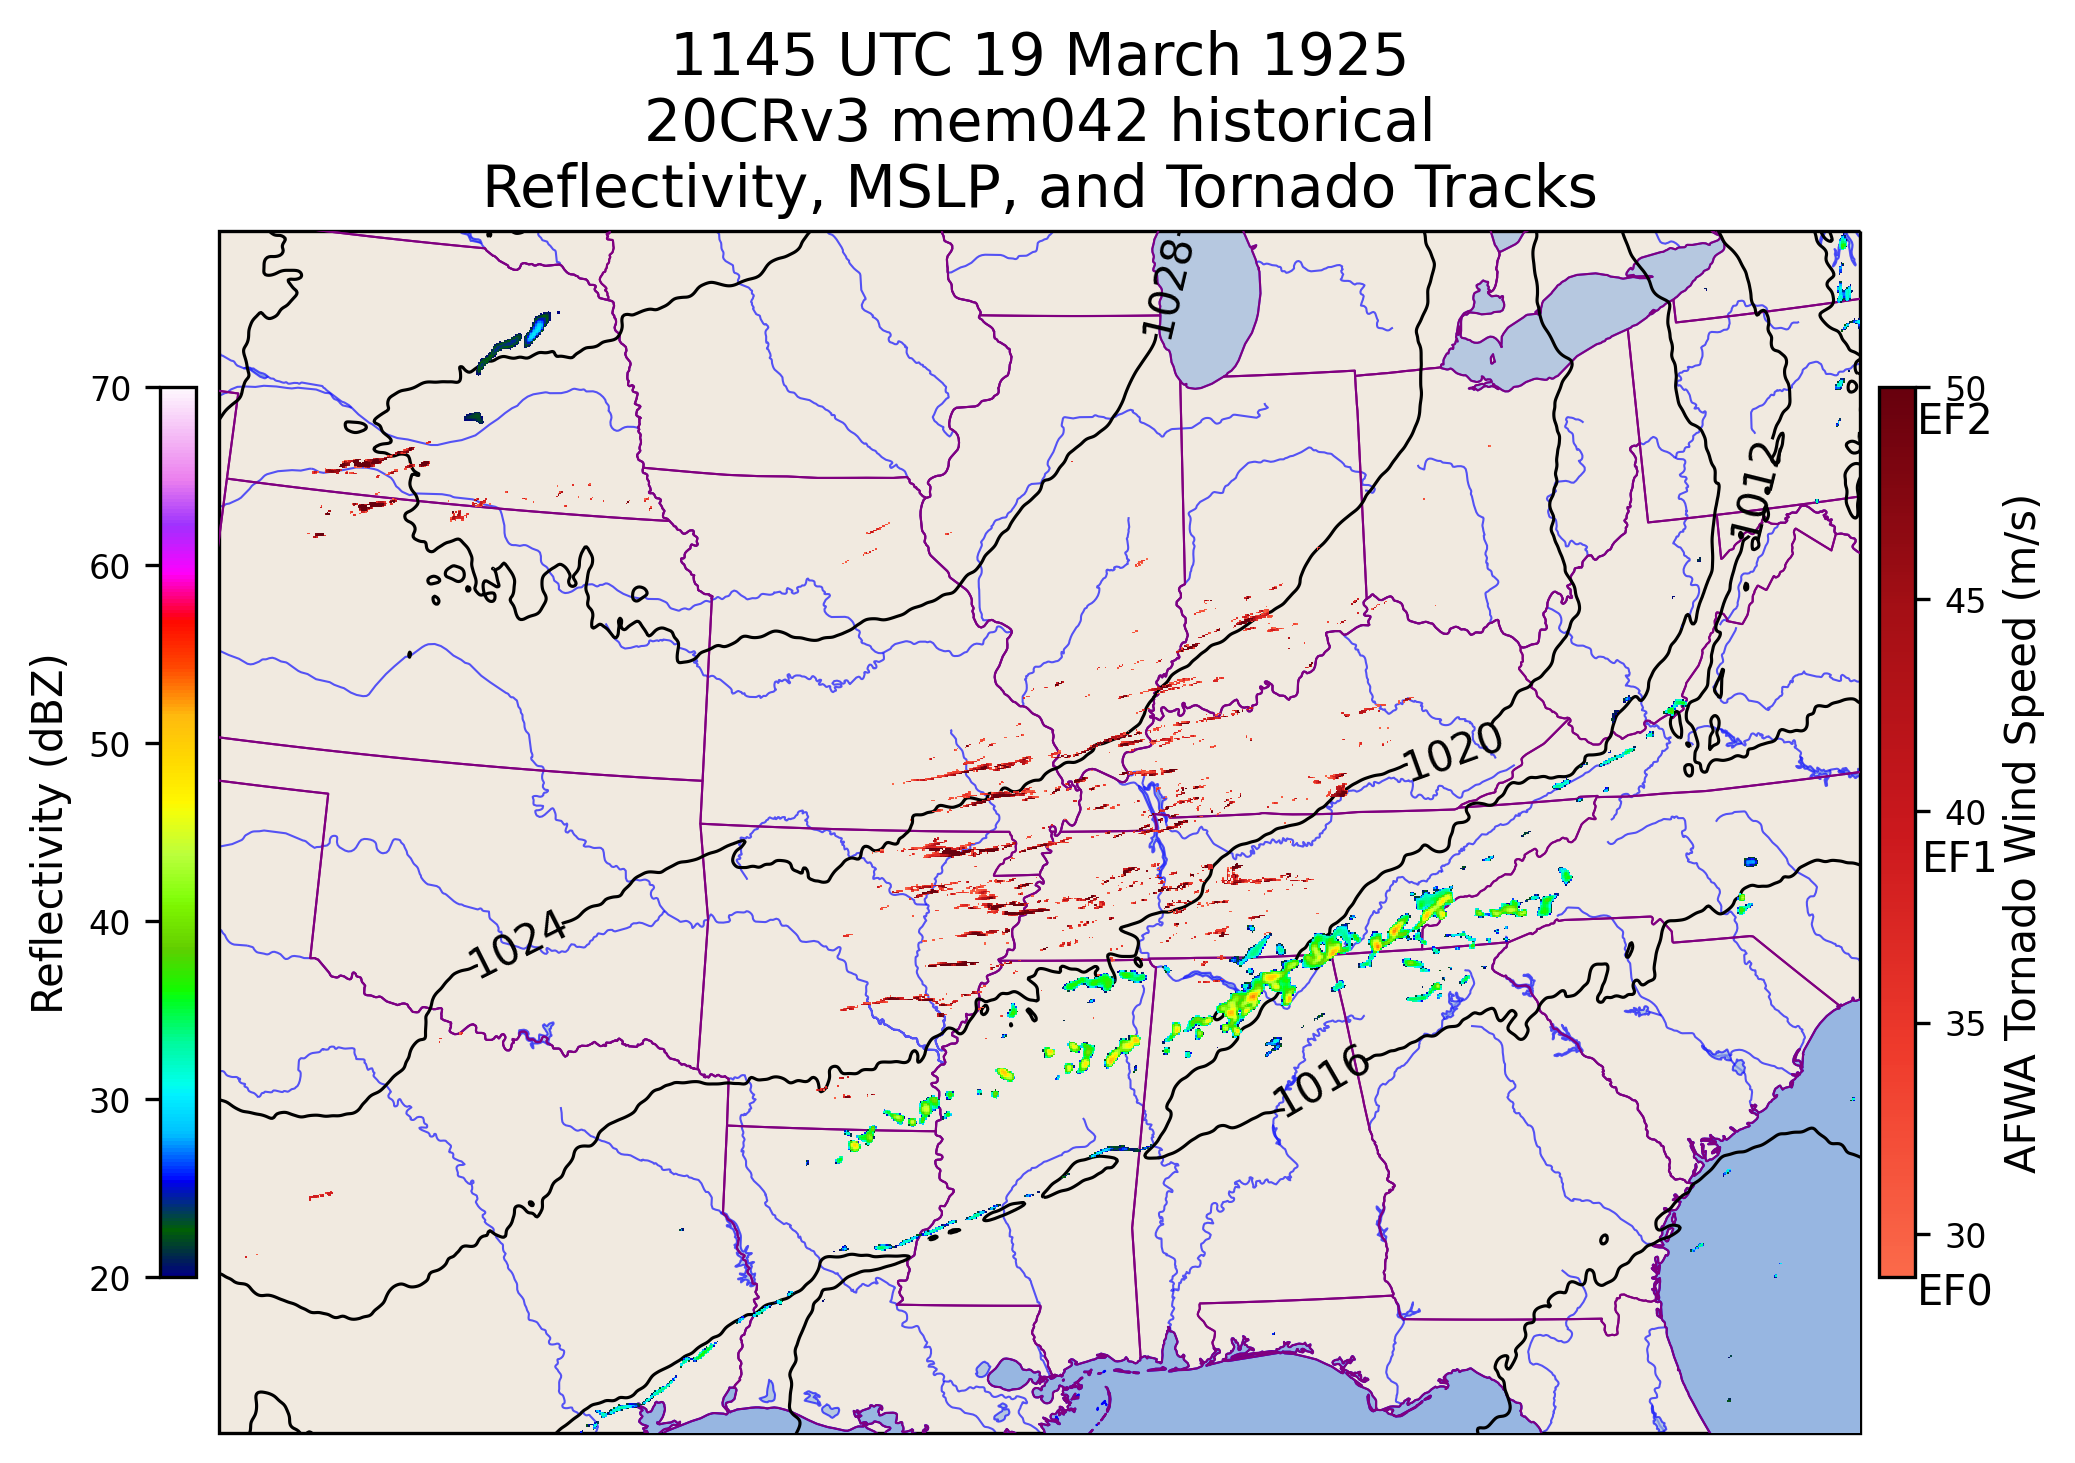 1145 UTC 19 March 1925
20CRv3 mem042 historical
Reflectivity, MSLP, and Tornado Tracks
1028
1012
1020
1024
1016
Reflectivity (dBZ)
70
60
50
40
30
20
50
EF2
45
40
EF1
35
30
EF0
AFWA Tornado Wind Speed (m/s)